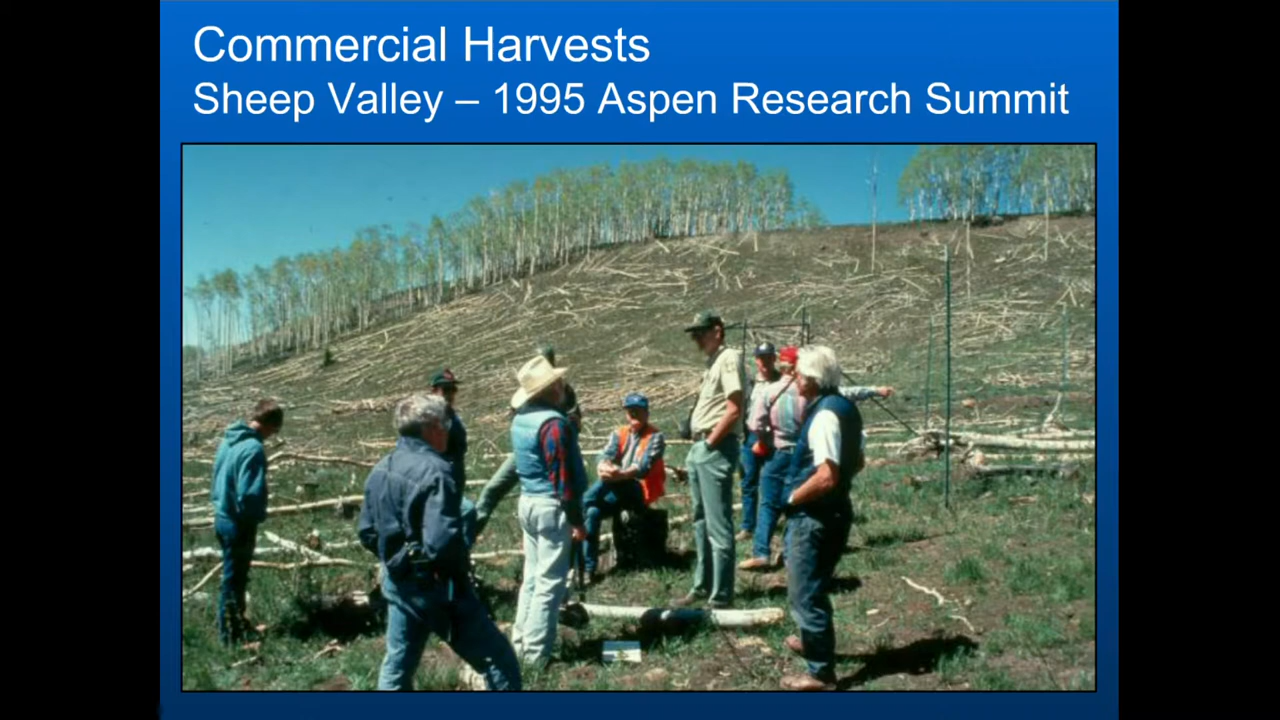 Commercial Harvests
Sheep Valley – 1995 Aspen Research Summit